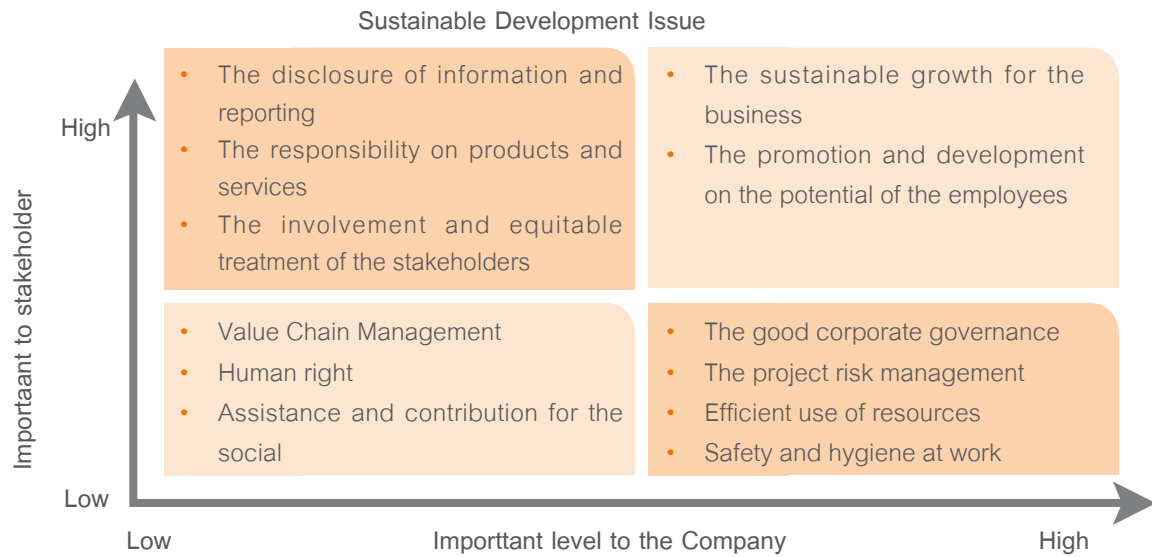 Sustainable Development Issue
High
Importaant to stakeholder
• The disclosure of information and
reporting
• The responsibility on products and
services
• The involvement and equitable
treatment of the stakeholders
• The sustainable growth for the
business
• The promotion and development
on the potential of the employees
• Value Chain Management
• Human right
• Assistance and contribution for the
social
• The good corporate governance
• The project risk management
• Efficient use of resources
• Safety and hygiene at work
Low
Low
Importtant level to the Company
High